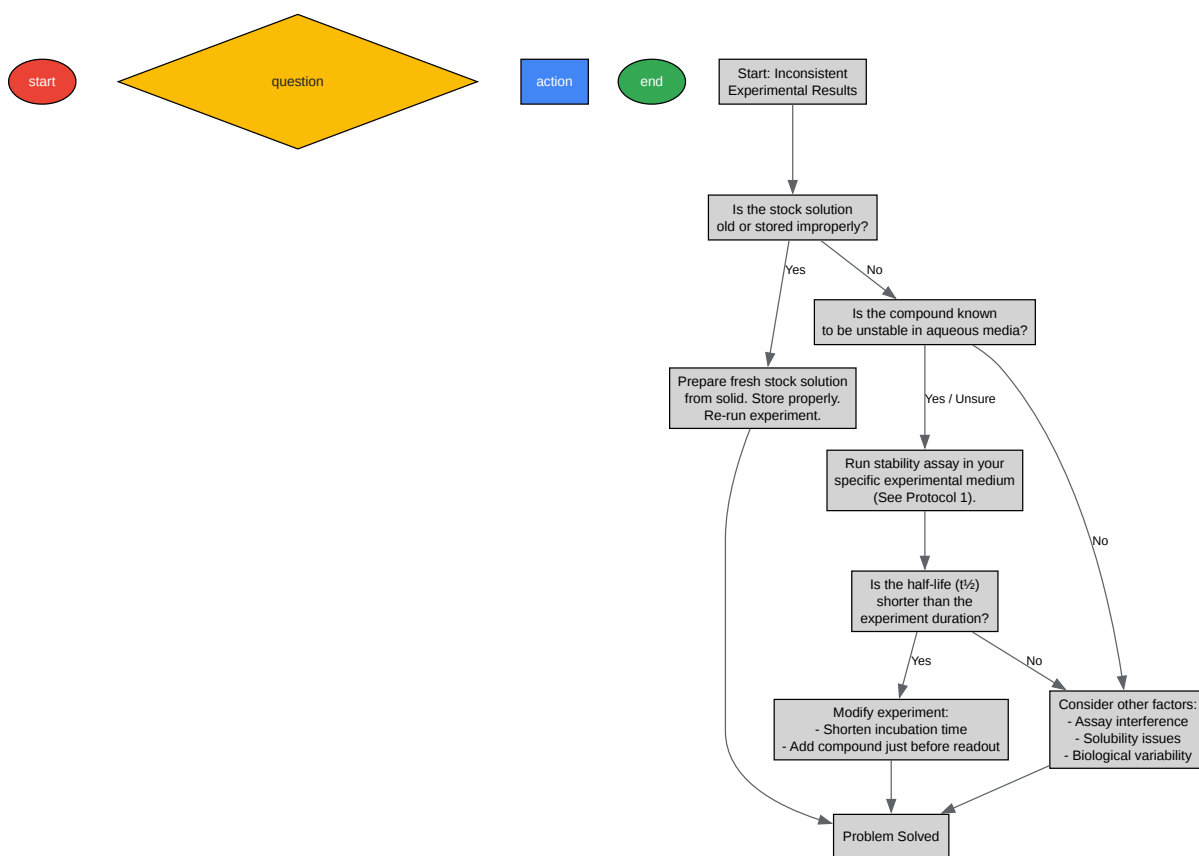 start
question
action
end
Start: Inconsistent
Experimental Results
Is the stock solution
old or stored improperly?
Yes
No
Is the compound known
to be unstable in aqueous media?
Prepare fresh stock solution
from solid. Store properly.
Re-run experiment.
Yes / Unsure
Run stability assay in your
specific experimental medium
(See Protocol 1).
No
Is the half-life (t½)
shorter than the
experiment duration?
Yes
No
Modify experiment:
- Shorten incubation time
- Add compound just before readout
Consider other factors:
- Assay interference
- Solubility issues
- Biological variability
Problem Solved